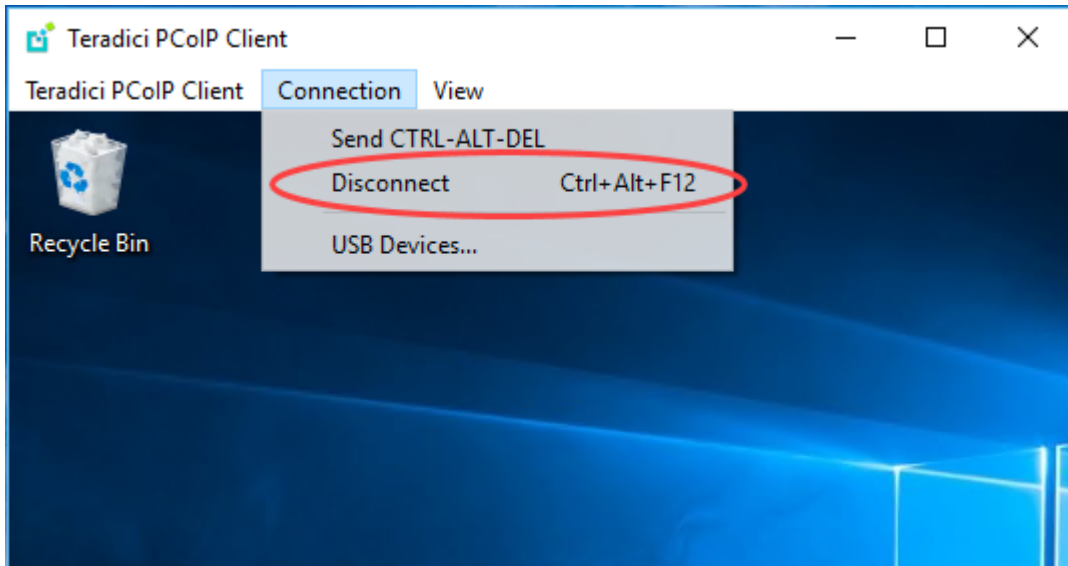 Teradici PCoIP Client
Teradici PCoIP Client Connection View
Send CTRL-ALT-DEL
Disconnect Ctrl+Alt+F12
USB Devices...
Recycle Bin